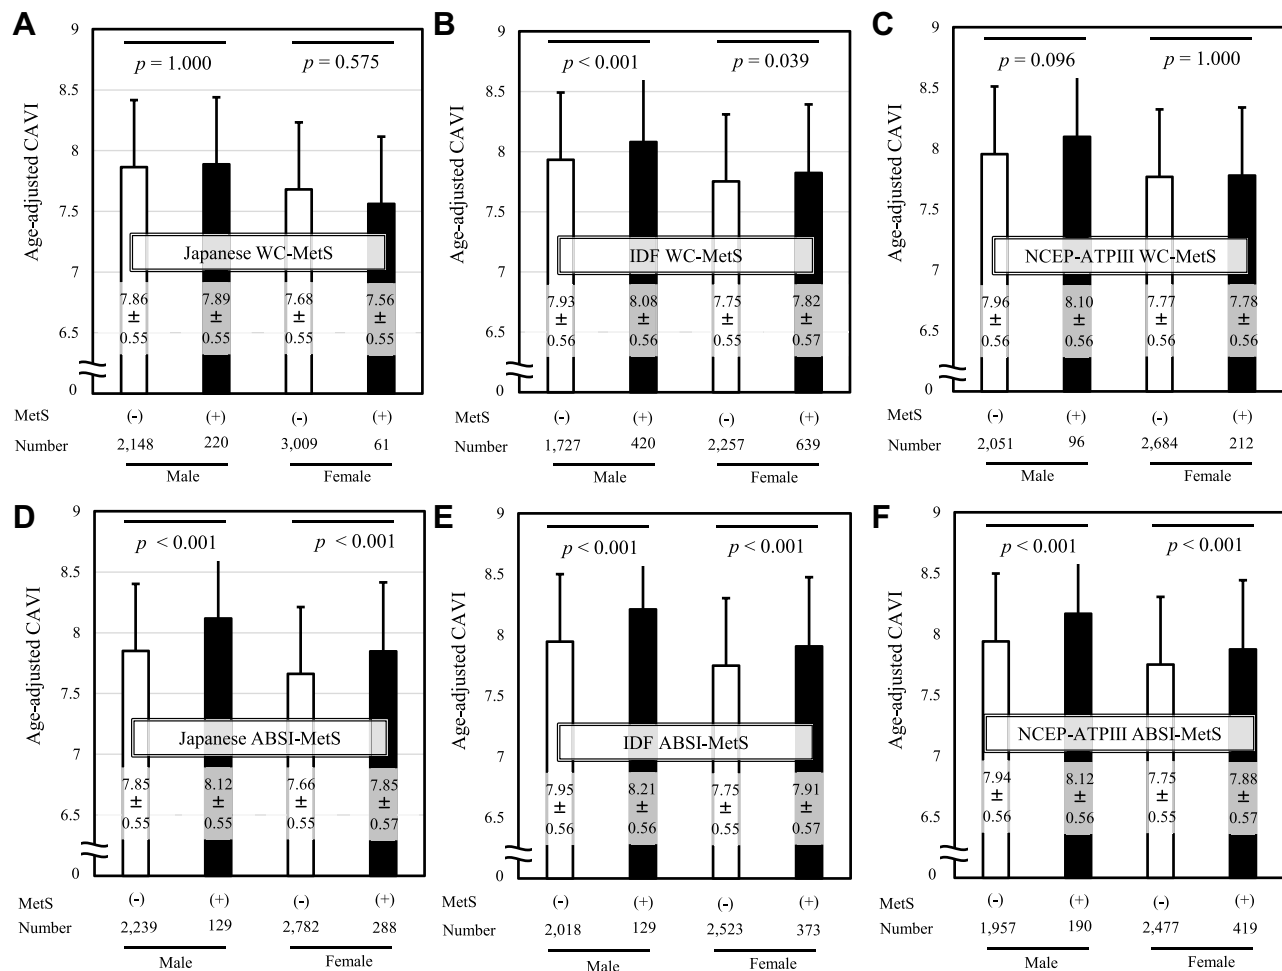 A
9
8.5
8
7.5
7
6.5
0
Age-adjusted CAVI
p = 1.000
p = 0.575
Japanese WC-MetS
7.86 7.89 7.68 7.56
± ± ± ±
0.55 0.55 0.55 0.55
MetS (-) (+) (-) (+)
Number 2,148 220 3,009 61
Male Female
B
9
8.5
8
7.5
7
6.5
0
Age-adjusted CAVI
p < 0.001
p = 0.039
IDF WC-MetS
7.93 8.08 7.75 7.82
± ± ± ±
0.56 0.56 0.55 0.57
MetS (-) (+) (-) (+)
Number 1,727 420 2,257 639
Male Female
C
9
8.5
8
7.5
7
6.5
0
Age-adjusted CAVI
p = 0.096
p = 1.000
NCEP-ATPIII WC-MetS
7.96 8.10 7.77 7.78
± ± ± ±
0.56 0.56 0.56 0.56
MetS (-) (+) (-) (+)
Number 2,051 96 2,684 212
Male Female
D
9
8.5
8
7.5
7
6.5
0
Age-adjusted CAVI
p < 0.001
p < 0.001
Japanese ABSI-MetS
7.85 8.12 7.66 7.85
± ± ± ±
0.55 0.55 0.55 0.57
MetS (-) (+) (-) (+)
Number 2,239 129 2,782 288
Male Female
E
9
8.5
8
7.5
7
6.5
0
Age-adjusted CAVI
p < 0.001
p < 0.001
IDF ABSI-MetS
7.95 8.21 7.75 7.91
± ± ± ±
0.56 0.56 0.55 0.57
MetS (-) (+) (-) (+)
Number 2,018 129 2,523 373
Male Female
F
9
8.5
8
7.5
7
6.5
0
Age-adjusted CAVI
p < 0.001
p < 0.001
NCEP-ATPIII ABSI-MetS
7.94 8.12 7.75 7.88
± ± ± ±
0.56 0.56 0.55 0.57
MetS (-) (+) (-) (+)
Number 1,957 190 2,477 419
Male Female